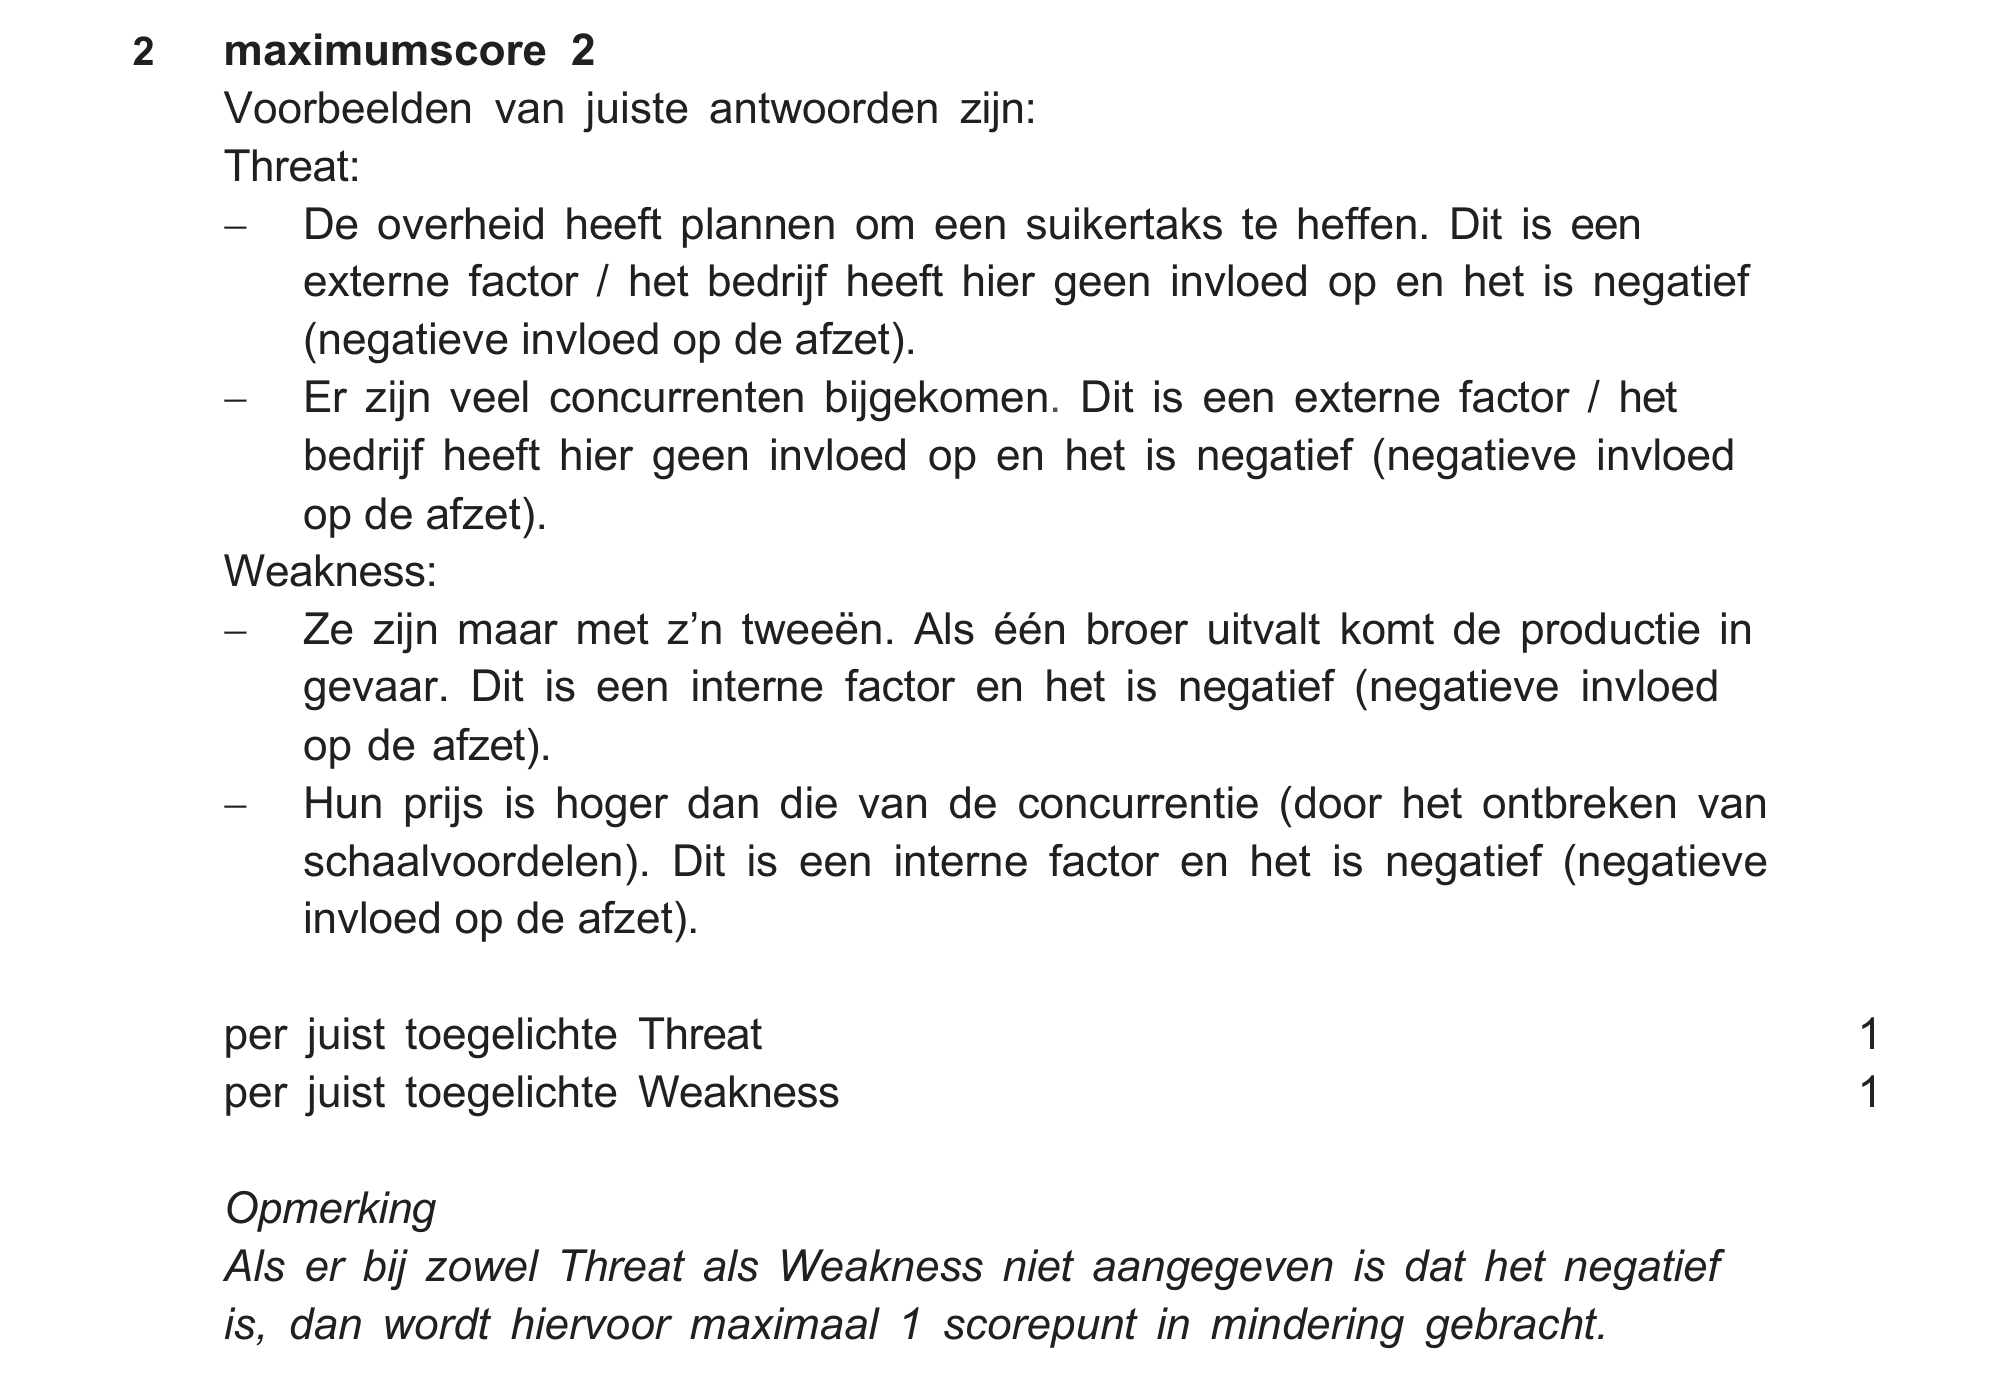 2 maximumscore 2
Voorbeelden van juiste antwoorden zijn:
Threat:
− De overheid heeft plannen om een suikertaks te heffen. Dit is een
externe factor / het bedrijf heeft hier geen invloed op en het is negatief
(negatieve invloed op de afzet).
− Er zijn veel concurrenten bijgekomen. Dit is een externe factor / het
bedrijf heeft hier geen invloed op en het is negatief (negatieve invloed
op de afzet).
Weakness:
− Ze zijn maar met z’n tweeën. Als één broer uitvalt komt de productie in
gevaar. Dit is een interne factor en het is negatief (negatieve invloed
op de afzet).
− Hun prijs is hoger dan die van de concurrentie (door het ontbreken van
schaalvoordelen). Dit is een interne factor en het is negatief (negatieve
invloed op de afzet).
per juist toegelichte Threat 1
per juist toegelichte Weakness 1
Opmerking
Als er bij zowel Threat als Weakness niet aangegeven is dat het negatief
is, dan wordt hiervoor maximaal 1 scorepunt in mindering gebracht.